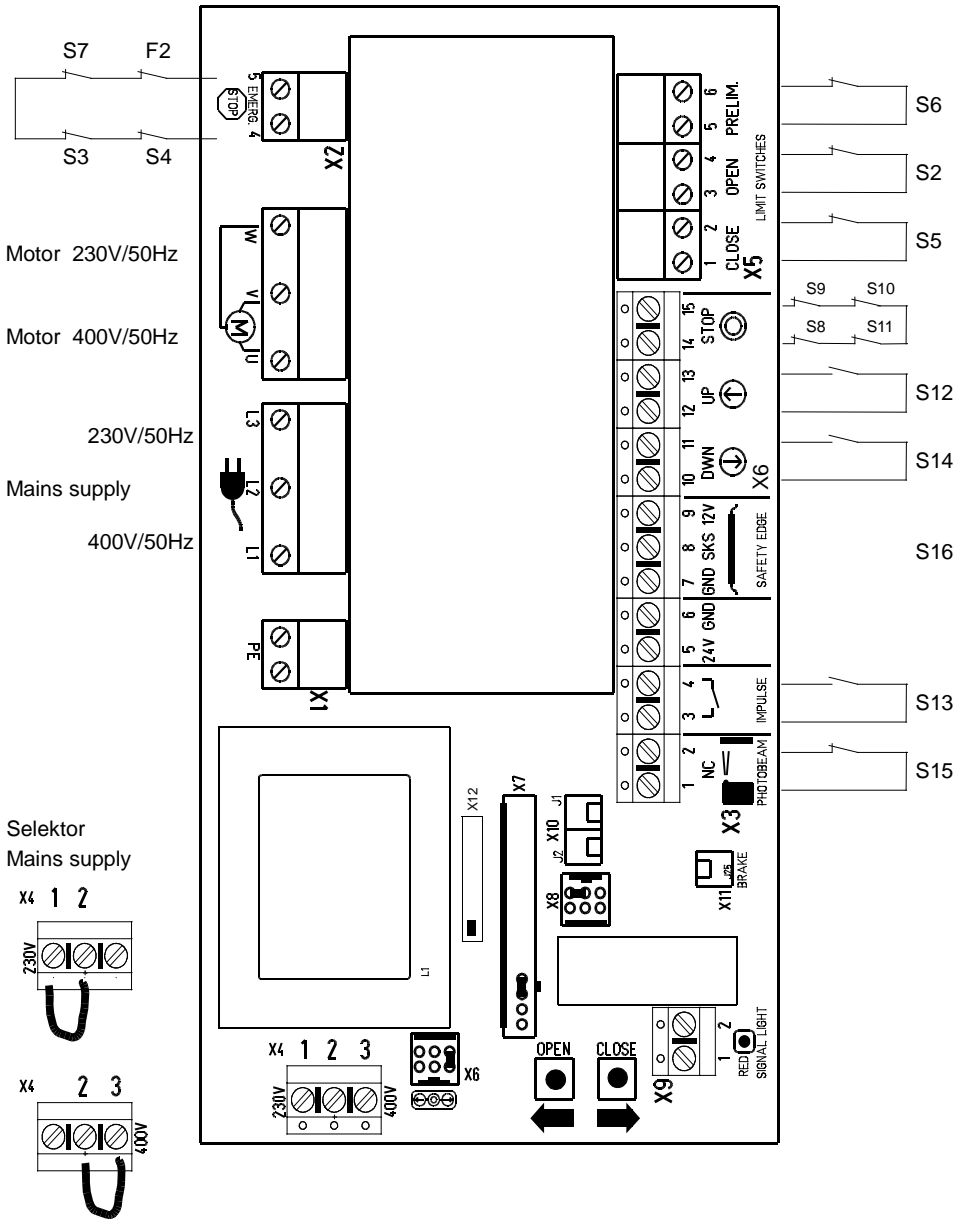 S7 F2
S3 S4
5 EMERG. 4
STOP
X2
Motor 230V/50Hz
Motor 400V/50Hz
W
V
U
M
230V/50Hz
Mains supply
400V/50Hz
L3
L2
L1
PE
X1
6
5
PRELIM.
4
3
OPEN
2
1
CLOSE
LIMIT SWITCHES
X5
S6
S2
S5
15
14
STOP
S9 S10
S8 S11
13
12
UP
S12
11
10
DWN
S14
X6
9 12V
8 SKS
7 GND
SAFETY EDGE
S16
6 GND
5 24V
4
3
IMPULSE
S13
2
1
NC
PHOTOBEAM
X3
S15
Selektor
Mains supply
X4 1 2
230V
X4 2 3
400V
L1
X12
X7
J1
X10
J2
X8
J25
X11
BRAKE
X4 1 2 3
230V
400V
X6
OPEN CLOSE
X9
2
1
RED
SIGNAL LIGHT